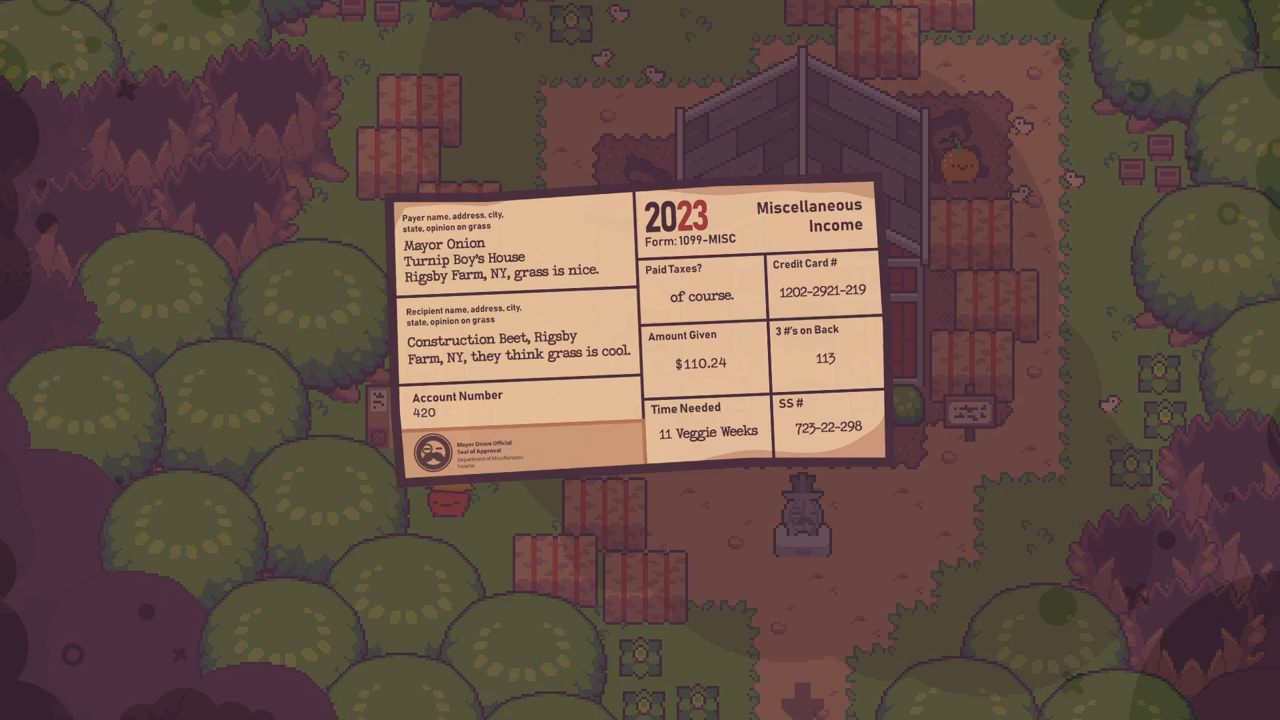 Payer name, address, city,
state, opinion on grass
Mayor Onion
Turnip Boy's House
Rigsby Farm, NY, grass is nice.
Recipient name, address, city,
state, opinion on grass
Construction Beet, Rigsby
Farm, NY, they think grass is cool.
Account Number
420
Mayor Onion Official
Seal of Approval
Department of Miscellaneous
Income
2023
Form: 1099-MISC
Miscellaneous
Income
Paid Taxes?
of course.
Credit Card #
1202-2921-219
Amount Given
$110.24
3 #'s on Back
113
Time Needed
11 Veggie Weeks
SS #
723-22-298